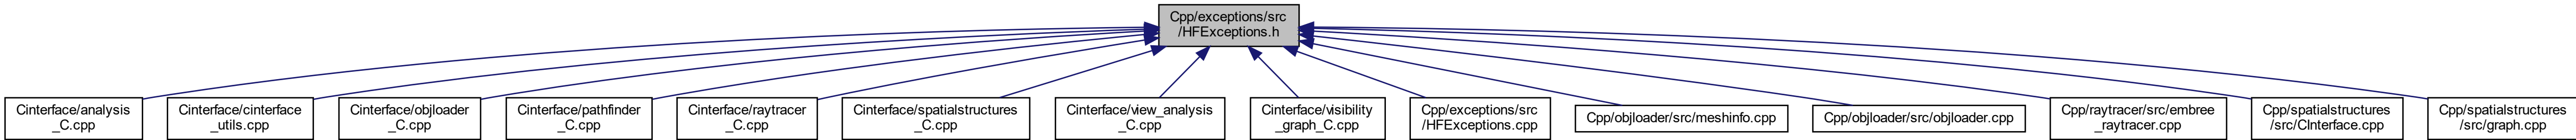 Cpp/exceptions/src
/HFExceptions.h
Cinterface/analysis
_C.cpp
Cinterface/cinterface
_utils.cpp
Cinterface/objloader
_C.cpp
Cinterface/pathfinder
_C.cpp
Cinterface/raytracer
_C.cpp
Cinterface/spatialstructures
_C.cpp
Cinterface/view_analysis
_C.cpp
Cinterface/visibility
_graph_C.cpp
Cpp/exceptions/src
/HFExceptions.cpp
Cpp/objloader/src/meshinfo.cpp
Cpp/objloader/src/objloader.cpp
Cpp/raytracer/src/embree
_raytracer.cpp
Cpp/spatialstructures
/src/CInterface.cpp
Cpp/spatialstructures
/src/graph.cpp